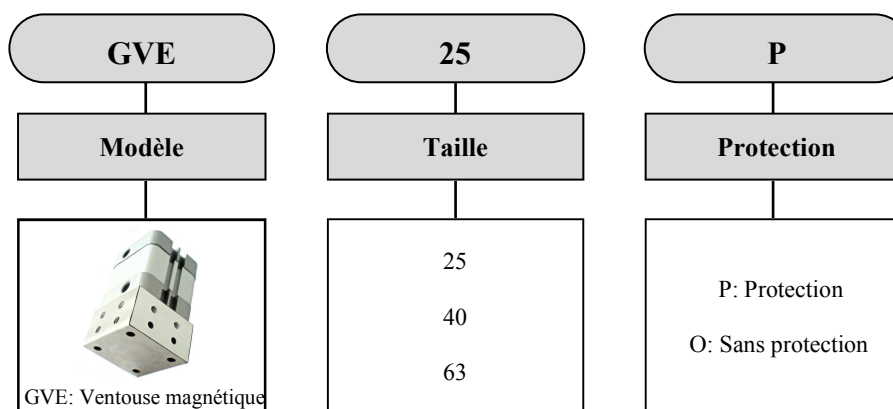 GVE
25
P
Modèle
Taille
Protection
GVE: Ventouse magnétique
25
40
63
P: Protection
O: Sans protection